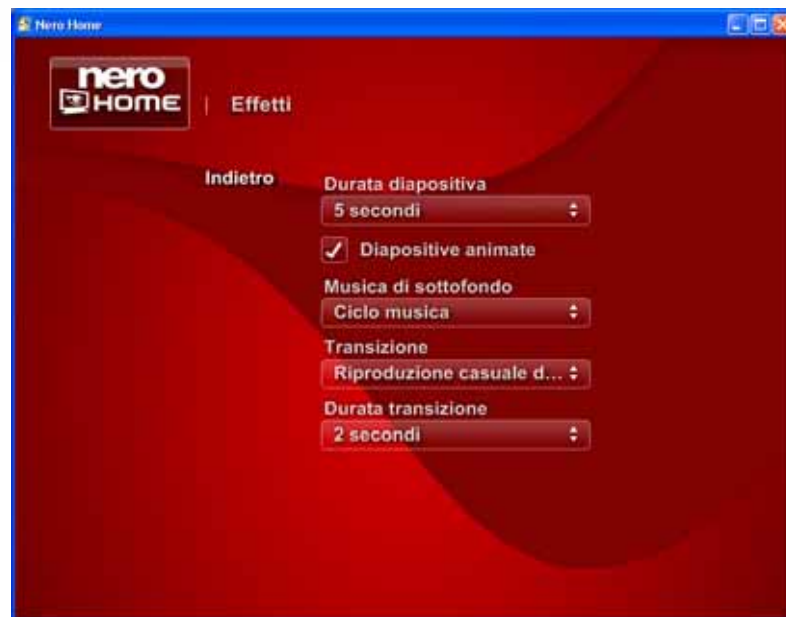 Nero Home
nero
HOME
| Effetti
Indietro
Durata diapositiva
5 secondi
Diapositive animate
Musica di sottofondo
Ciclo musica
Transizione
Riproduzione casuale d...
Durata transizione
2 secondi